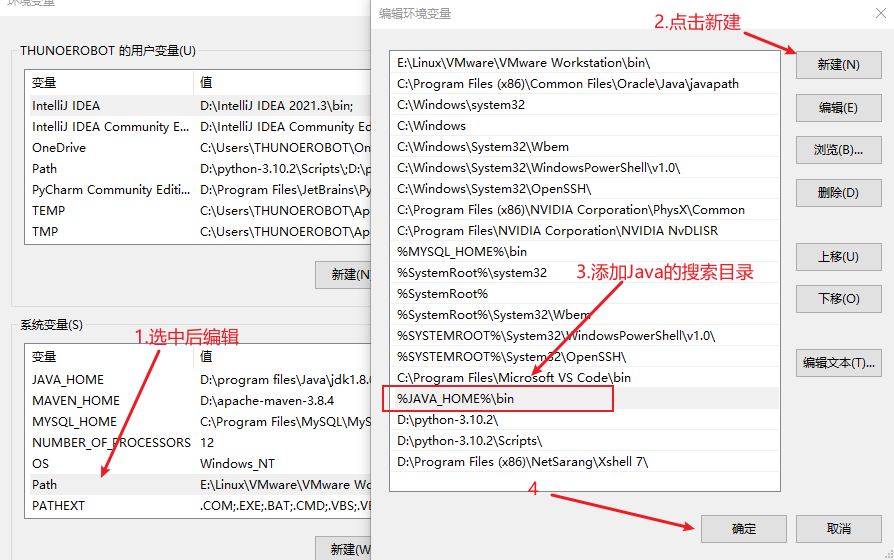 环境变量
THUNOEROBOT 的用户变量(U)
变量 值
IntelliJ IDEA D:\IntelliJ IDEA 2021.3\bin;
IntelliJ IDEA Community E... D:\IntelliJ IDEA Community Ed
OneDrive C:\Users\THUNOEROBOT\On
Path D:\python-3.10.2\Scripts\;D:\p
PyCharm Community Editi... D:\Program Files\JetBrains\Py
TEMP C:\Users\THUNOEROBOT\Ap
TMP C:\Users\THUNOEROBOT\Ap
新建(N
系统变量(S)
1.选中后编辑
变量 值
JAVA_HOME D:\program files\Java\jdk1.8.0
MAVEN_HOME D:\apache-maven-3.8.4
MYSQL_HOME C:\Program Files\MySQL\MyS
NUMBER_OF_PROCESSORS 12
OS Windows_NT
Path E:\Linux\VMware\VMware Wo
PATHEXT .COM;.EXE;.BAT;.CMD;.VBS;.VE
新建(W
编辑环境变量
2.点击新建
E:\Linux\VMware\VMware Workstation\bin\
C:\Program Files (x86)\Common Files\Oracle\Java\javapath
C:\Windows\system32
C:\Windows
C:\Windows\System32\Wbem
C:\Windows\System32\WindowsPowerShell\v1.0\
C:\Windows\System32\OpenSSH\
C:\Program Files (x86)\NVIDIA Corporation\PhysX\Common
C:\Program Files\NVIDIA Corporation\NVIDIA NvDLISR
%MYSQL_HOME%\bin
%SystemRoot%\system32
3.添加Java的搜索目录
%SystemRoot%
%SystemRoot%\System32\Wbem
%SYSTEMROOT%\System32\WindowsPowerShell\v1.0\
%SYSTEMROOT%\System32\OpenSSH\
C:\Program Files\Microsoft VS Code\bin
%JAVA_HOME%\bin
D:\python-3.10.2\
D:\python-3.10.2\Scripts\
D:\Program Files (x86)\NetSarang\Xshell 7\
新建(N)
编辑(E)
浏览(B)...
删除(D)
上移(U)
下移(O)
编辑文本(T)...
4
确定
取消